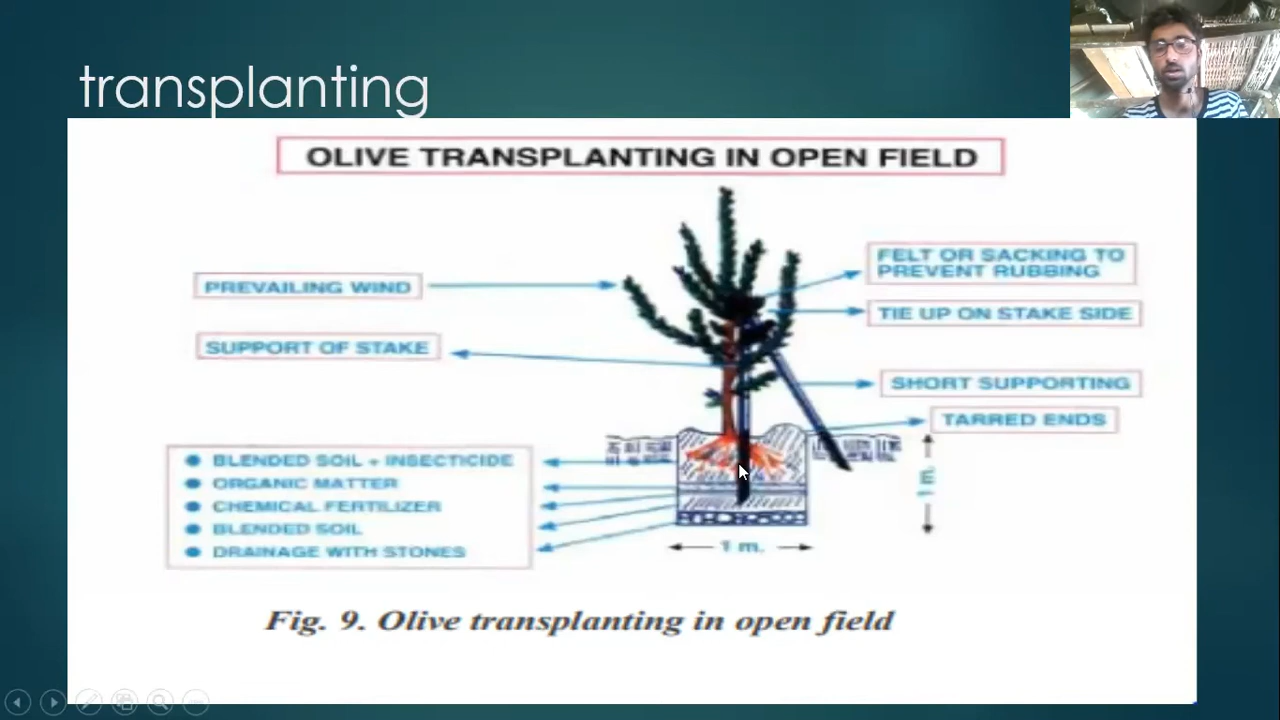 transplanting
OLIVE TRANSPLANTING IN OPEN FIELD
PREVAILING WIND
SUPPORT OF STAKE
FELT OR SACKING TO
PREVENT RUBBING
TIE UP ON STAKE SIDE
SHORT SUPPORTING
TARRED ENDS
BLENDED SOIL + INSECTICIDE
ORGANIC MATTER
CHEMICAL FERTILIZER
BLENDED SOIL
DRAINAGE WITH STONES
1 m.
1 m.
Fig. 9. Olive transplanting in open field